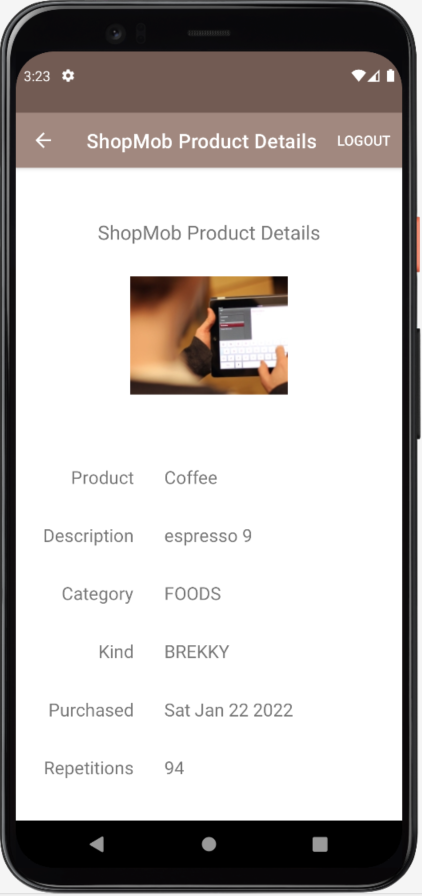 3:23
ShopMob Product Details LOGOUT
ShopMob Product Details
Product Coffee
Description espresso 9
Category FOODS
Kind BREKKY
Purchased Sat Jan 22 2022
Repetitions 94